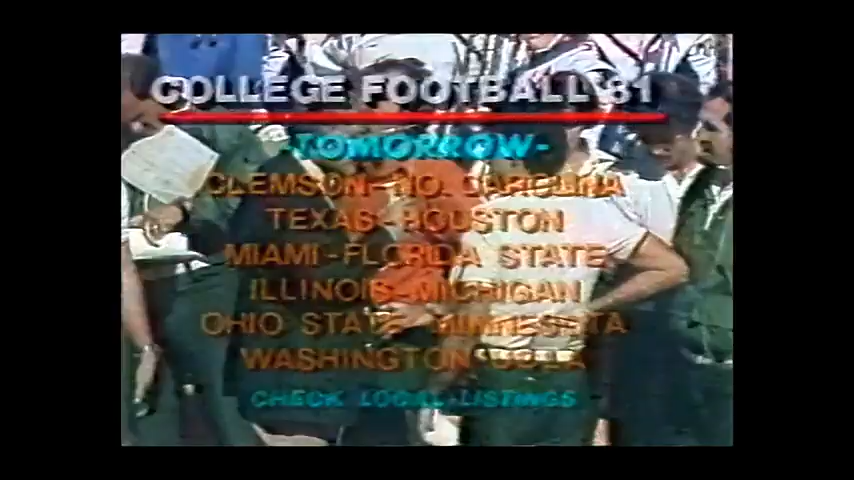 COLLEGE FOOTBALL '81
-TOMORROW-
CLEMSON-NO. CAROLINA
TEXAS-HOUSTON
MIAMI-FLORIDA STATE
ILLINOIS-MICHIGAN
OHIO STATE-MINNESOTA
WASHINGTON-UCLA
CHECK LOCAL LISTINGS